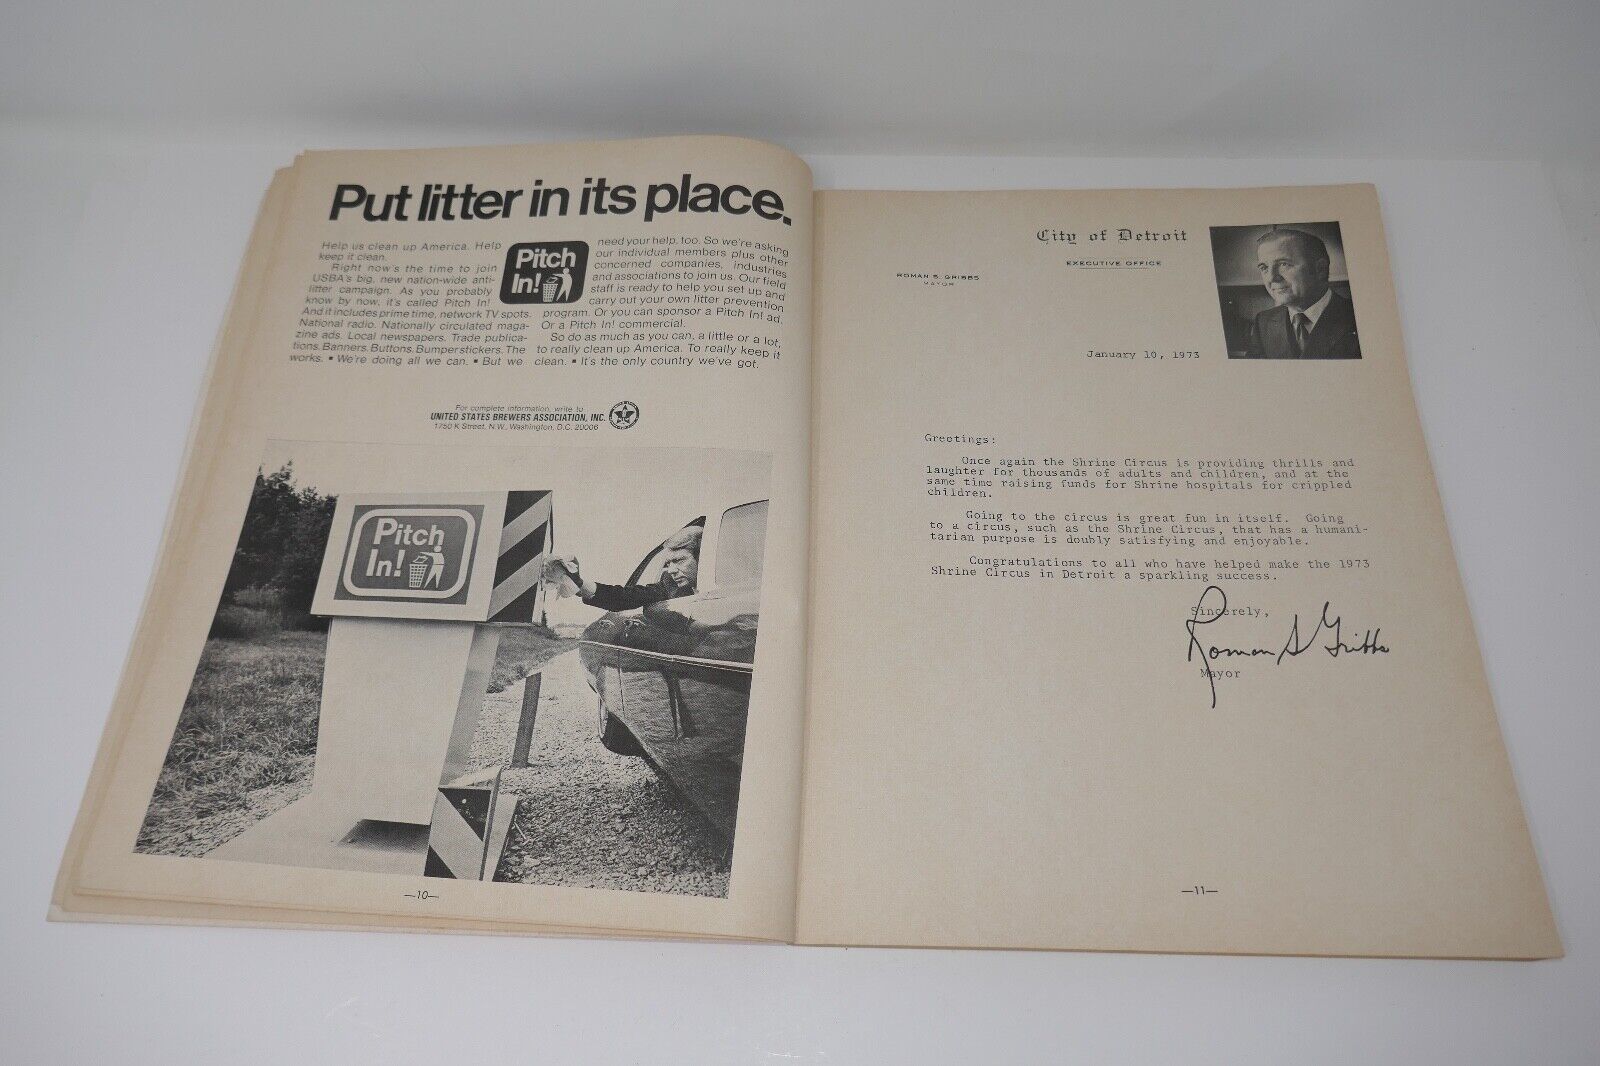 Put litter in its place.
Help us clean up America. Help
keep it clean.
Right now's the time to join
USBA's big, new nation-wide anti-
litter campaign. As you probably
know by now, it's called Pitch In!
And it includes prime time, network TV spots.
National radio. Nationally circulated maga-
zine ads. Local newspapers. Trade publica-
tions. Banners. Buttons. Bumperstickers. The
works. ▪ We're doing all we can. ▪ But we
Pitch
In!
need your help, too. So we're asking
our individual members plus other
concerned companies, industries
and associations to join us. Our field
staff is ready to help you set up and
carry out your own litter prevention
program. Or you can sponsor a Pitch In! ad.
Or a Pitch In! commercial.
So do as much as you can, a little or a lot,
to really clean up America. To really keep it
clean. ▪ It's the only country we've got.
For complete information, write to
UNITED STATES BREWERS ASSOCIATION, INC.
1750 K Street, N.W., Washington, D.C. 20006
Pitch
In!
—10—
City of Detroit
EXECUTIVE OFFICE
ROMAN S. GRIBBS
MAYOR
January 10, 1973
Greetings:
Once again the Shrine Circus is providing thrills and
laughter for thousands of adults and children, and at the
same time raising funds for Shrine hospitals for crippled
children.
Going to the circus is great fun in itself. Going
to a circus, such as the Shrine Circus, that has a humani-
tarian purpose is doubly satisfying and enjoyable.
Congratulations to all who have helped make the 1973
Shrine Circus in Detroit a sparkling success.
Sincerely,
Roman S Gribbs
Mayor
—11—